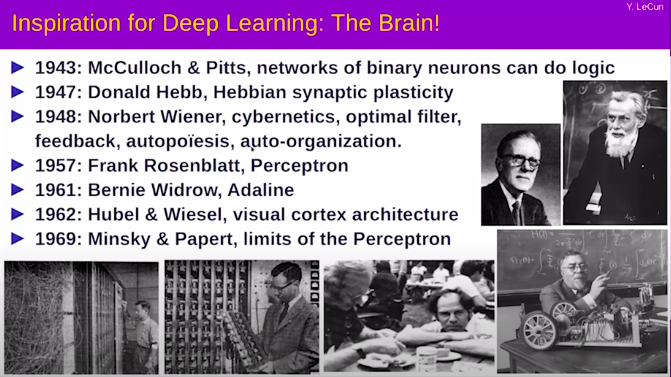 Y. LeCun
Inspiration for Deep Learning: The Brain!
1943: McCulloch & Pitts, networks of binary neurons can do logic
1947: Donald Hebb, Hebbian synaptic plasticity
1948: Norbert Wiener, cybernetics, optimal filter,
feedback, autopoïesis, auto-organization.
1957: Frank Rosenblatt, Perceptron
1961: Bernie Widrow, Adaline
1962: Hubel & Wiesel, visual cortex architecture
1969: Minsky & Papert, limits of the Perceptron